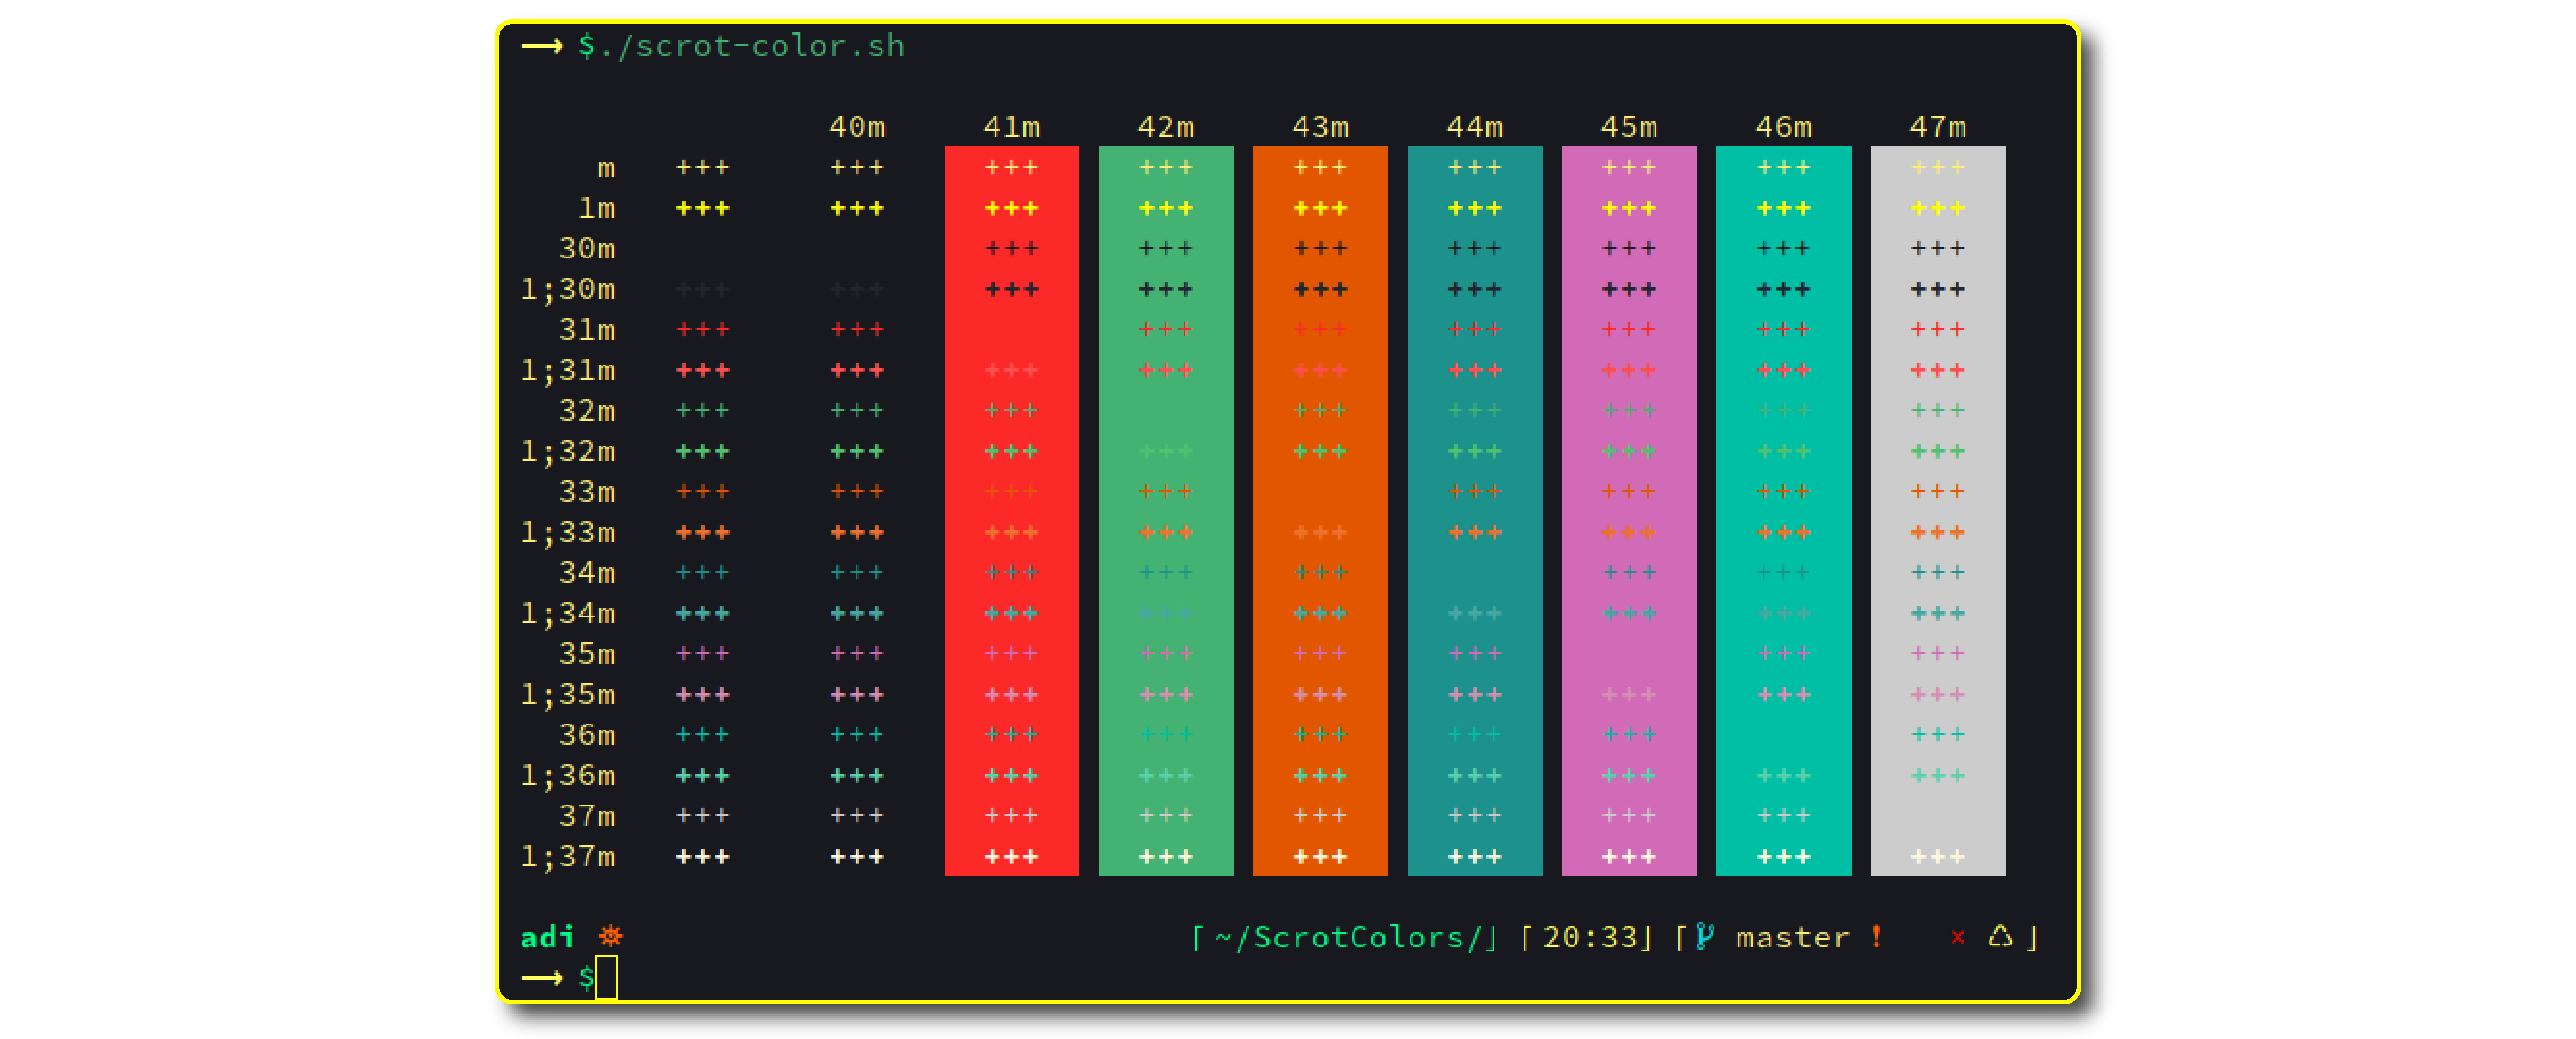 ⟶ $./scrot-color.sh
40m 41m 42m 43m 44m 45m 46m 47m
m +++ +++ +++ +++ +++ +++ +++ +++ +++
1m +++ +++ +++ +++ +++ +++ +++ +++ +++
30m +++ +++ +++ +++ +++ +++ +++
1;30m +++ +++ +++ +++ +++ +++ +++ +++ +++
31m +++ +++ +++ +++ +++ +++ +++ +++
1;31m +++ +++ +++ +++ +++ +++ +++ +++ +++
32m +++ +++ +++ +++ +++ +++ +++ +++
1;32m +++ +++ +++ +++ +++ +++ +++ +++ +++
33m +++ +++ +++ +++ +++ +++ +++ +++
1;33m +++ +++ +++ +++ +++ +++ +++ +++ +++
34m +++ +++ +++ +++ +++ +++ +++ +++
1;34m +++ +++ +++ +++ +++ +++ +++ +++ +++
35m +++ +++ +++ +++ +++ +++ +++ +++
1;35m +++ +++ +++ +++ +++ +++ +++ +++ +++
36m +++ +++ +++ +++ +++ +++ +++ +++
1;36m +++ +++ +++ +++ +++ +++ +++ +++ +++
37m +++ +++ +++ +++ +++ +++ +++ +++
1;37m +++ +++ +++ +++ +++ +++ +++ +++ +++
adi ⌈~/ScrotColors/⌋ ⌈20:33⌋ ⌈ master ! × ♺ ⌋
⟶ $